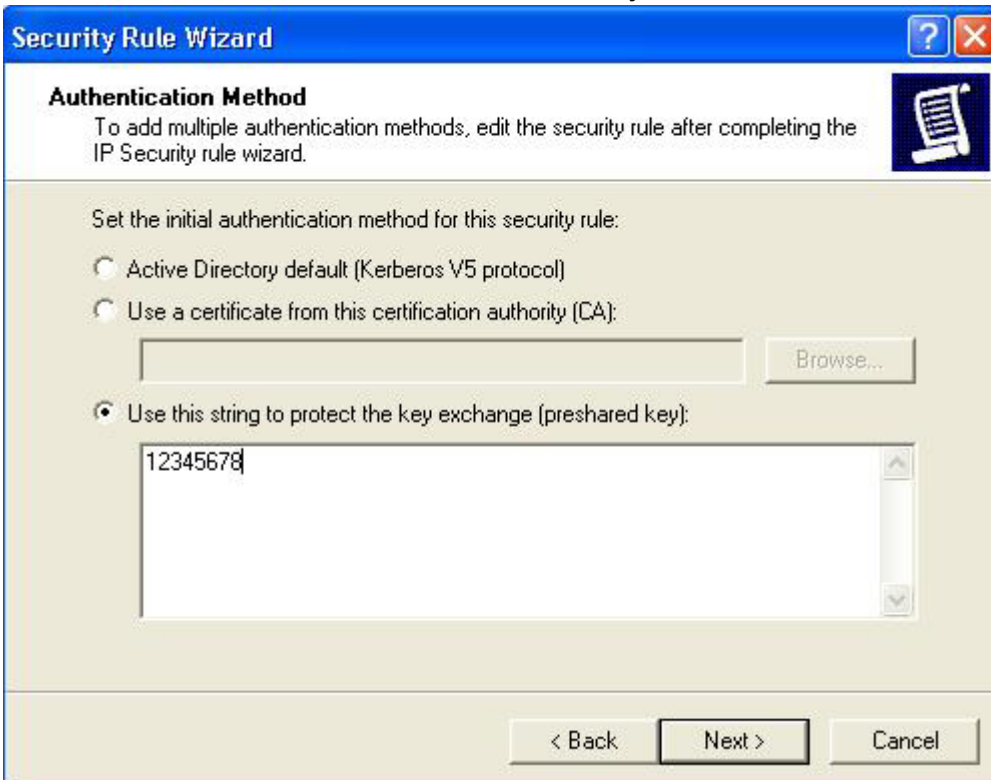 Security Rule Wizard
?
Authentication Method
To add multiple authentication methods, edit the security rule after completing the
IP Security rule wizard.
Set the initial authentication method for this security rule:
Active Directory default (Kerberos V5 protocol)
Use a certificate from this certification authority (CA):
Browse...
Use this string to protect the key exchange (preshared key):
12345678
< Back Next > Cancel